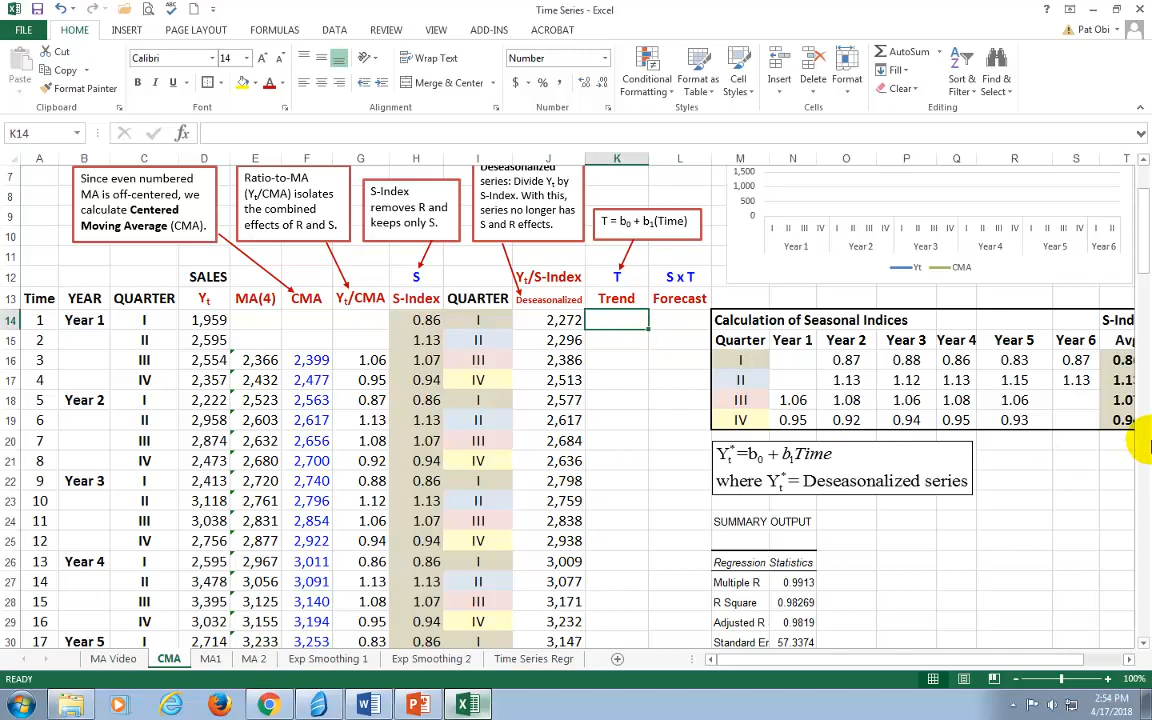 Time Series - Excel
Pat Obi
FILE HOME INSERT PAGE LAYOUT FORMULAS DATA REVIEW VIEW ADD-INS ACROBAT
Cut
Copy
Format Painter
Paste
Clipboard
Calibri 14
B I U
Font
Wrap Text
Merge & Center
Alignment
Number
$ % ,
Number
Conditional Formatting
Format as Table
Cell Styles
Styles
Insert Delete Format
Cells
AutoSum
Fill
Clear
Sort & Filter
Find & Select
Editing
K14
A B C D E F G H I J K L M N O P Q R S T
7
8
9
10
11
Since even numbered
MA is off-centered, we
calculate Centered
Moving Average (CMA).
Ratio-to-MA
(Yt/CMA) isolates
the combined
effects of R and S.
S-Index
removes R and
keeps only S.
Deseasonalized
series: Divide Yt by
S-Index. With this,
series no longer has
S and R effects.
T = b0 + b1(Time)
1,500
1,000
500
0
I II III IV I II III IV I II III IV I II III IV I II III IV I II
Year 1 Year 2 Year 3 Year 4 Year 5 Year 6
Yt CMA
12 SALES S Yt/S-Index T S x T
13 Time YEAR QUARTER Yt MA(4) CMA Yt/CMA S-Index QUARTER Deseasonalized Trend Forecast
14 1 Year 1 I 1,959 0.86 I 2,272
15 2 II 2,595 1.13 II 2,296
16 3 III 2,554 2,366 2,399 1.06 1.07 III 2,386
17 4 IV 2,357 2,432 2,477 0.95 0.94 IV 2,513
18 5 Year 2 I 2,222 2,523 2,563 0.87 0.86 I 2,577
19 6 II 2,958 2,603 2,617 1.13 1.13 II 2,617
20 7 III 2,874 2,632 2,656 1.08 1.07 III 2,684
21 8 IV 2,473 2,680 2,700 0.92 0.94 IV 2,636
22 9 Year 3 I 2,413 2,720 2,740 0.88 0.86 I 2,798
23 10 II 3,118 2,761 2,796 1.12 1.13 II 2,759
24 11 III 3,038 2,831 2,854 1.06 1.07 III 2,838
25 12 IV 2,756 2,877 2,922 0.94 0.94 IV 2,938
26 13 Year 4 I 2,595 2,967 3,011 0.86 0.86 I 3,009
27 14 II 3,478 3,056 3,091 1.13 1.13 II 3,077
28 15 III 3,395 3,125 3,140 1.08 1.07 III 3,171
29 16 IV 3,032 3,155 3,194 0.95 0.94 IV 3,232
30 17 Year 5 I 2,714 3,233 3,253 0.83 0.86 I 3,147
Calculation of Seasonal Indices S-Ind
Quarter Year 1 Year 2 Year 3 Year 4 Year 5 Year 6 Avg
I 0.87 0.88 0.86 0.83 0.87 0.86
II 1.13 1.12 1.13 1.15 1.13 1.13
III 1.06 1.08 1.06 1.08 1.06 1.07
IV 0.95 0.92 0.94 0.95 0.93 0.94
Yt*=b0 + b1Time
where Yt*= Deseasonalized series
SUMMARY OUTPUT
Regression Statistics
Multiple R 0.9913
R Square 0.98269
Adjusted R 0.9819
Standard Er 57.3374
MA Video CMA MA1 MA 2 Exp Smoothing 1 Exp Smoothing 2 Time Series Regr
READY
100%
2:54 PM
4/17/2018